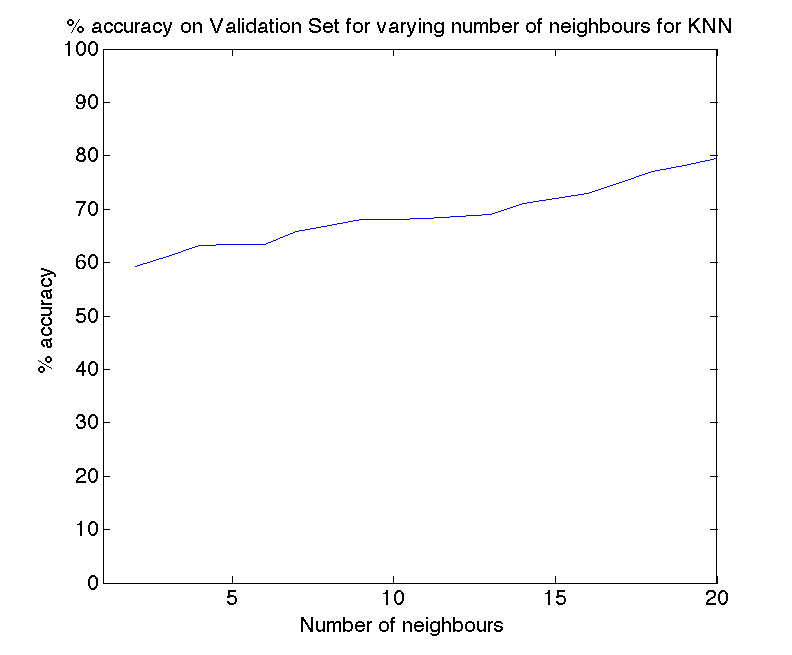 % accuracy on Validation Set for varying number of neighbours for KNN
100
90
80
70
60
50
40
30
20
10
0
% accuracy
5 10 15 20
Number of neighbours